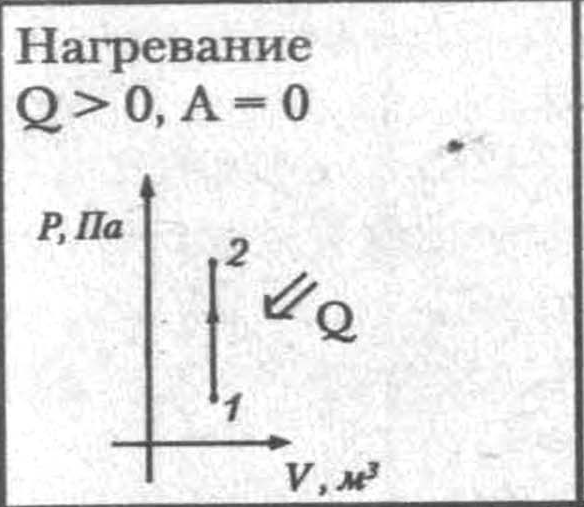 Нагревание
Q > 0, A = 0
P, Па
2
Q
1
V, м³